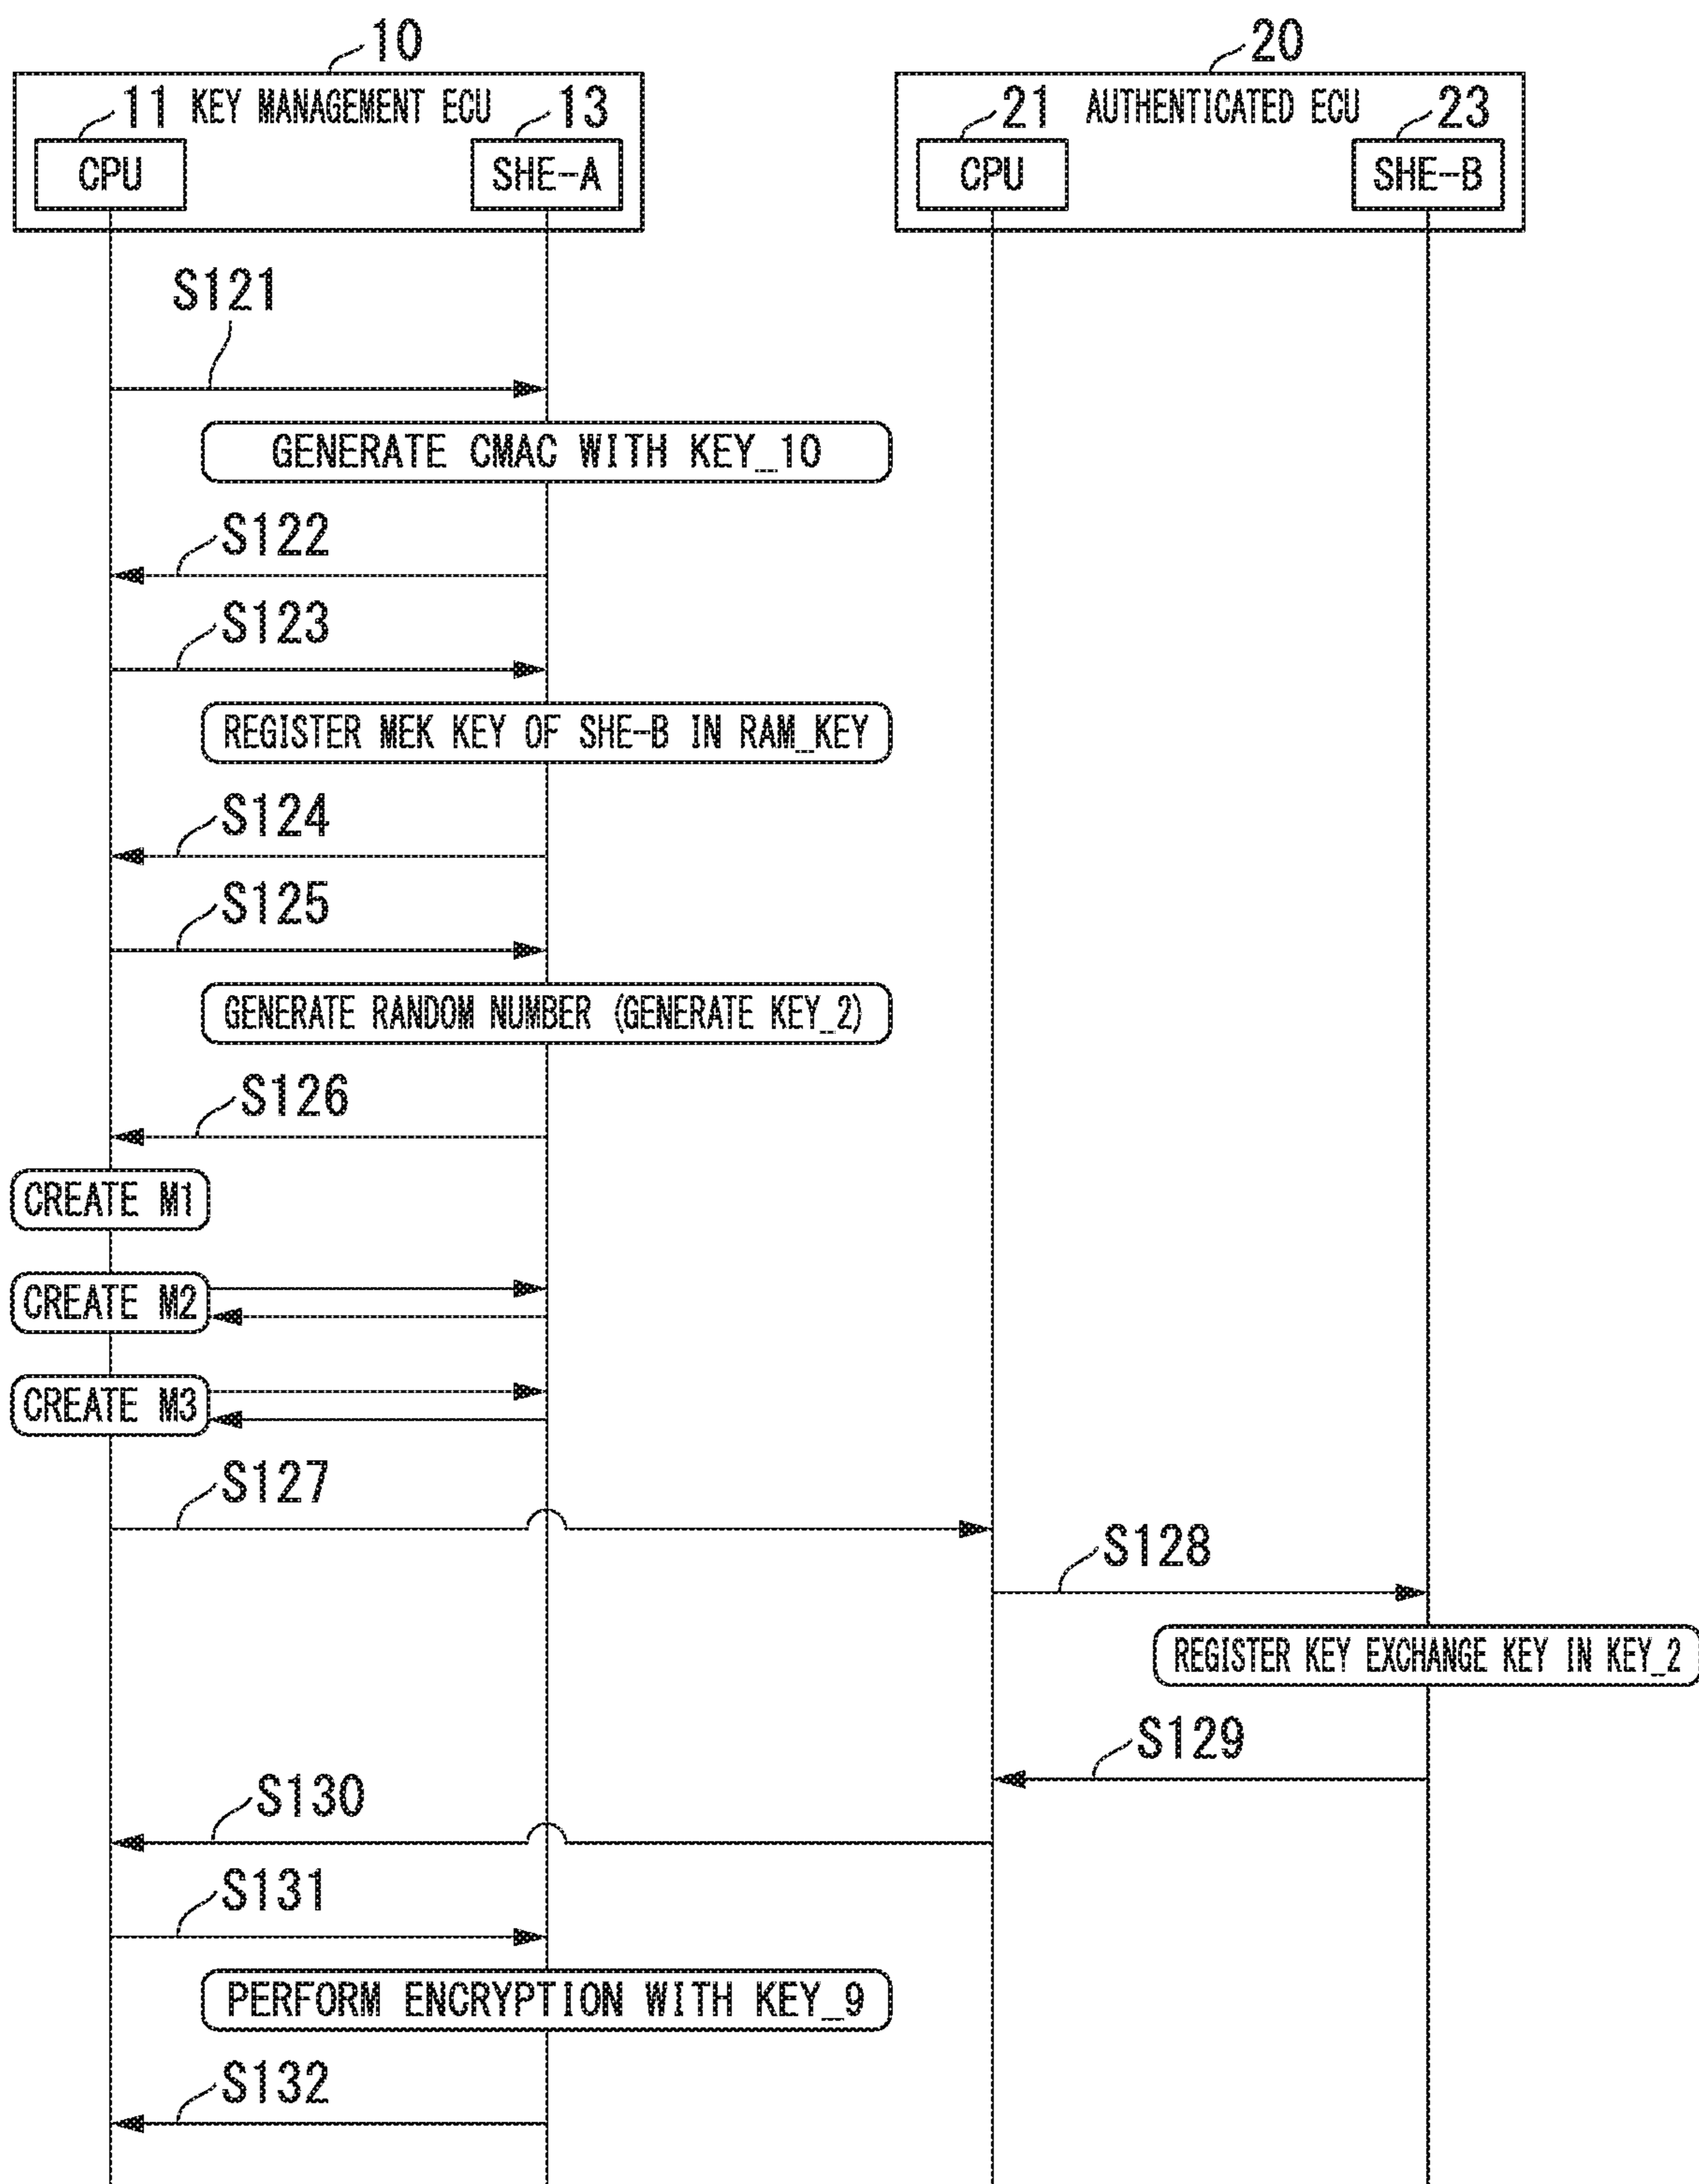 10
20
11 KEY MANAGEMENT ECU 13
21 AUTHENTICATED ECU 23
CPU
SHE-A
CPU
SHE-B
S121
GENERATE CMAC WITH KEY_10
S122
S123
REGISTER MEK KEY OF SHE-B IN RAM_KEY
S124
S125
GENERATE RANDOM NUMBER (GENERATE KEY_2)
S126
CREATE M1
CREATE M2
CREATE M3
S127
S128
REGISTER KEY EXCHANGE KEY IN KEY_2
S129
S130
S131
PERFORM ENCRYPTION WITH KEY_9
S132